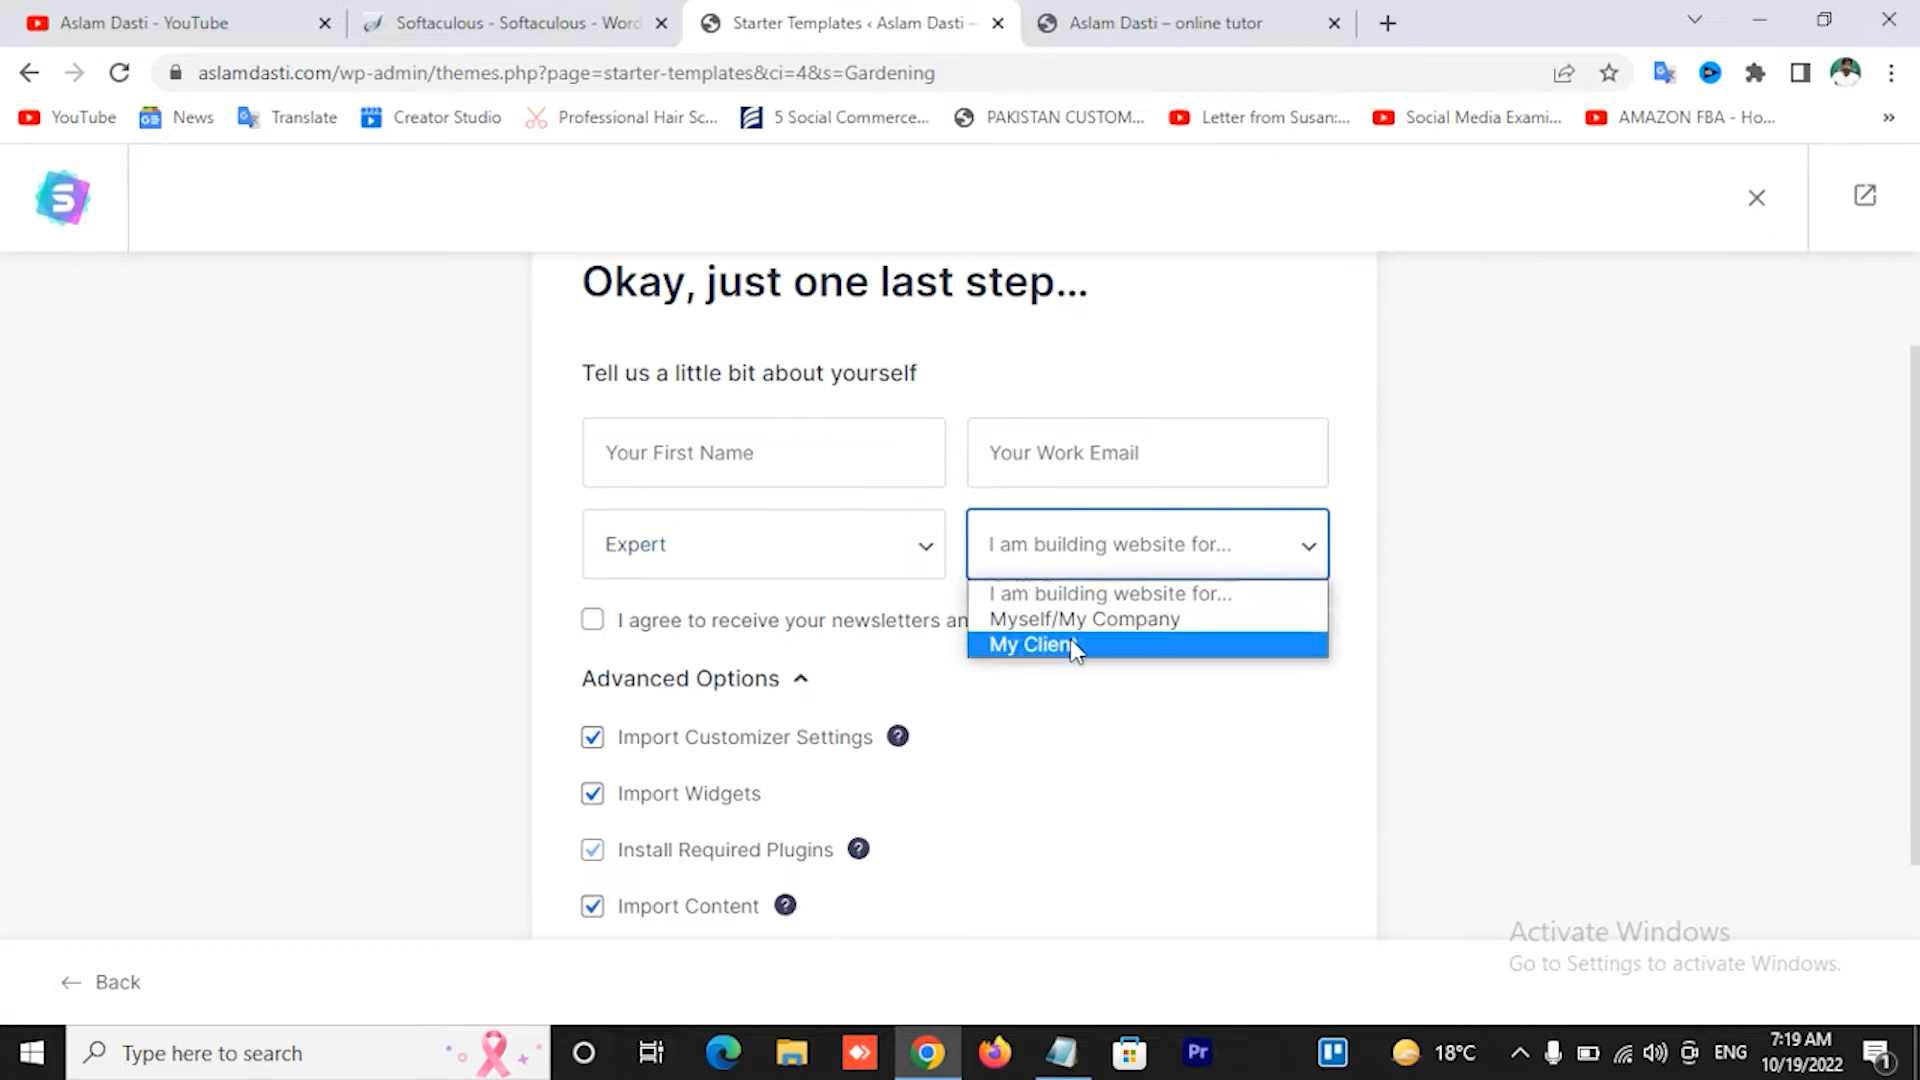 Aslam Dasti - YouTube
Softaculous - Softaculous - Word
Starter Templates ‹ Aslam Dasti –
Aslam Dasti – online tutor
aslamdasti.com/wp-admin/themes.php?page=starter-templates&ci=4&s=Gardening
YouTube
News
Translate
Creator Studio
Professional Hair Sc...
5 Social Commerce...
PAKISTAN CUSTOM...
Letter from Susan:...
Social Media Exami...
AMAZON FBA - Ho...
»
S
Okay, just one last step...
Tell us a little bit about yourself
Your First Name
Your Work Email
Expert
I am building website for...
I am building website for...
Myself/My Company
My Client
I agree to receive your newsletters an
Advanced Options
Import Customizer Settings ?
Import Widgets
Install Required Plugins ?
Import Content ?
Activate Windows
Go to Settings to activate Windows.
← Back
Type here to search
Pr
18°C
ENG
7:19 AM
10/19/2022
1